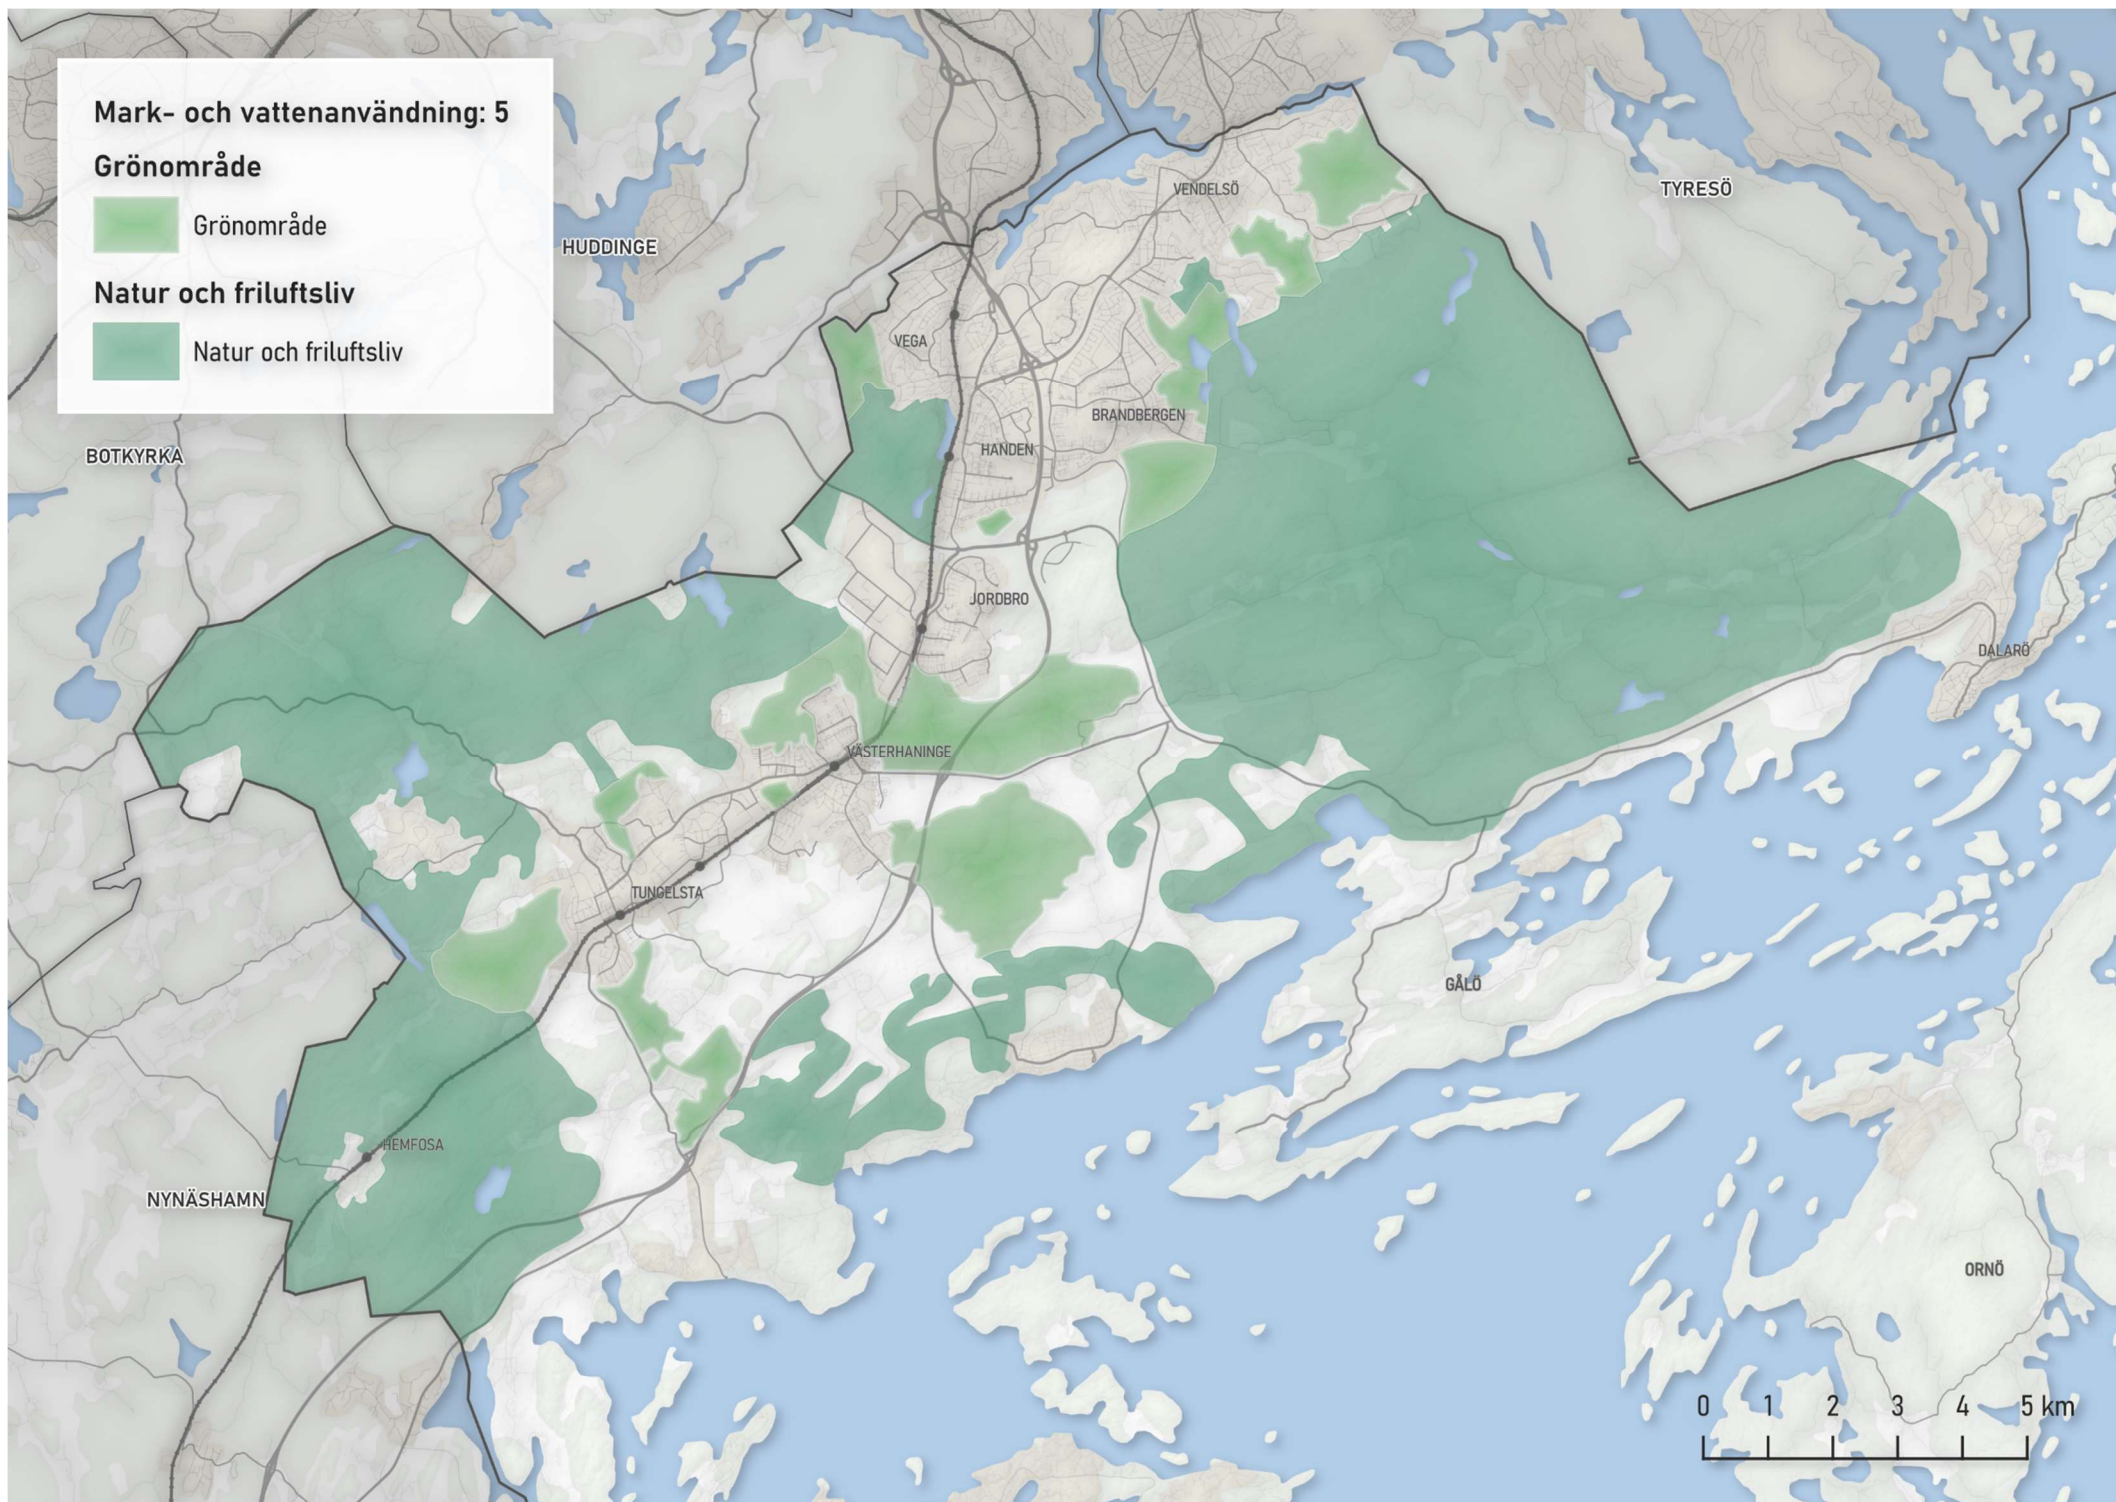 Mark- och vattenanvändning: 5
Grönområde
Grönområde
Natur och friluftsliv
Natur och friluftsliv
HUDDINGE
VENDELSÖ
TYRESÖ
VEGA
BRANDBERGEN
HANDEN
BOTKYRKA
JORDBRO
DALARÖ
VÄSTERHANINGE
TUNGELSTA
GÅLÖ
HEMFOSA
NYNÄSHAMN
ORNÖ
0 1 2 3 4 5 km